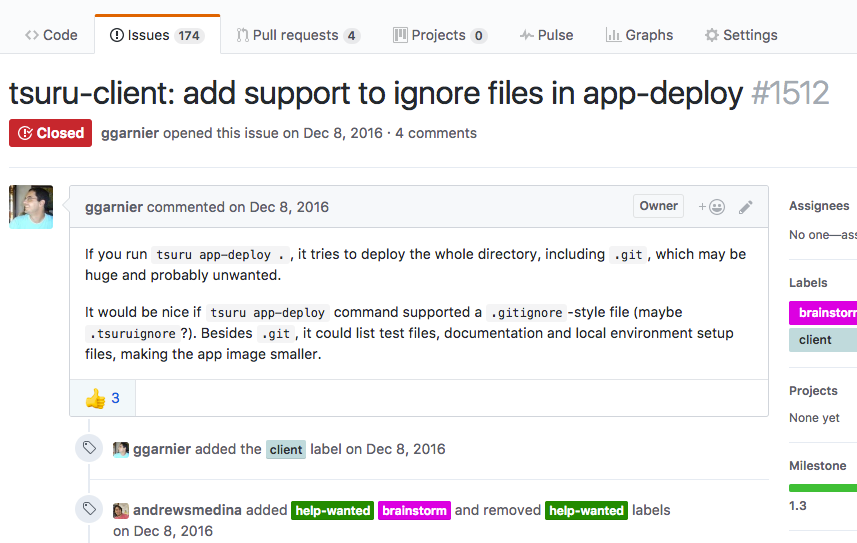 Code Issues 174 Pull requests 4 Projects 0 Pulse Graphs Settings
tsuru-client: add support to ignore files in app-deploy #1512
Closed ggarnier opened this issue on Dec 8, 2016 · 4 comments
ggarnier commented on Dec 8, 2016 Owner +
If you run tsuru app-deploy . , it tries to deploy the whole directory, including .git , which may be
huge and probably unwanted.
It would be nice if tsuru app-deploy command supported a .gitignore -style file (maybe
.tsuruignore ?). Besides .git , it could list test files, documentation and local environment setup
files, making the app image smaller.
3
ggarnier added the client label on Dec 8, 2016
andrewsmedina added help-wanted brainstorm and removed help-wanted labels
on Dec 8, 2016
Assignees
No one—ass
Labels
brainstorm
client
Projects
None yet
Milestone
1.3